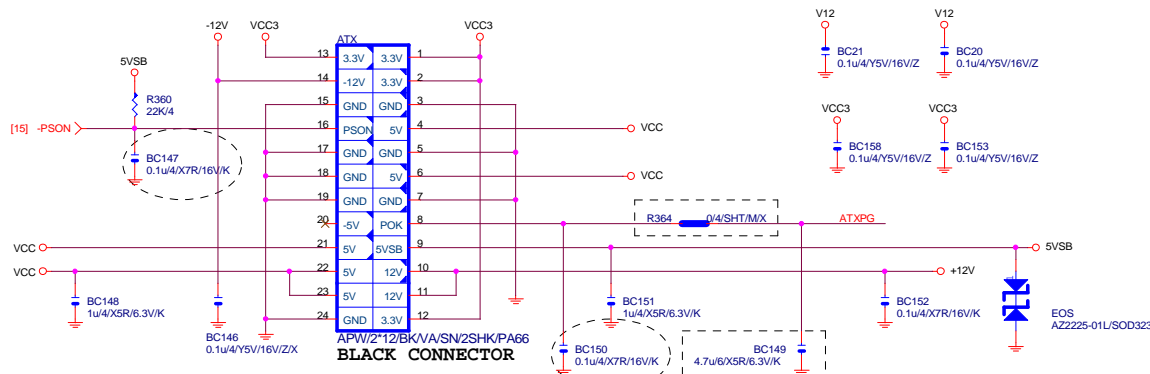 -12V
VCC3
VCC3
V12
V12
ATX
5VSB
R360
22K/4
[15] -PSON
BC147
0.1u/4/X7R/16V/K
13 3.3V 3.3V 1
14 -12V 3.3V 2
15 GND GND 3
16 PSON 5V 4
17 GND GND 5
18 GND 5V 6
19 GND GND 7
20 -5V POK 8
21 5V 5VSB 9
22 5V 12V 10
23 5V 12V 11
24 GND 3.3V 12
VCC
VCC
BC21
0.1u/4/Y5V/16V/Z
BC20
0.1u/4/Y5V/16V/Z
VCC3
VCC3
BC158
0.1u/4/Y5V/16V/Z
BC153
0.1u/4/Y5V/16V/Z
R364 0/4/SHT/M/X ATXPG
5VSB
+12V
VCC
VCC
BC148
1u/4/X5R/6.3V/K
BC146
0.1u/4/Y5V/16V/Z/X
APW/2*12/BK/VA/SN/2SHK/PA66
BLACK CONNECTOR
BC151
1u/4/X5R/6.3V/K
BC150
0.1u/4/X7R/16V/K
BC149
4.7u/6/X5R/6.3V/K
BC152
0.1u/4/X7R/16V/K
EOS
AZ2225-01L/SOD323